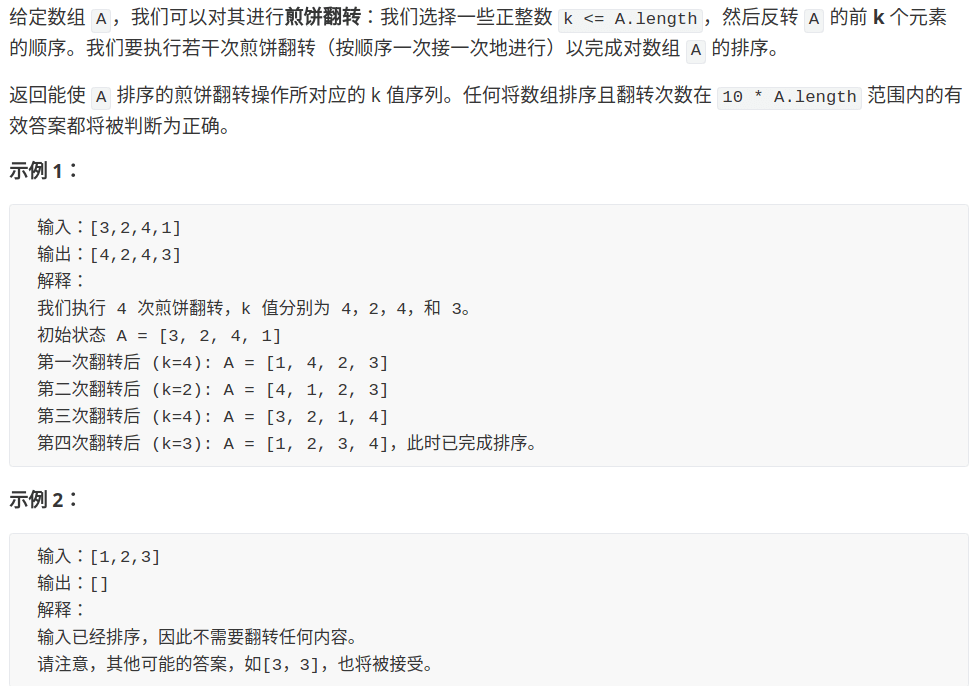 给定数组 A，我们可以对其进行煎饼翻转：我们选择一些正整数 k <= A.length，然后反转 A 的前 k 个元素
的顺序。我们要执行若干次煎饼翻转（按顺序一次接一次地进行）以完成对数组 A 的排序。
返回能使 A 排序的煎饼翻转操作所对应的 k 值序列。任何将数组排序且翻转次数在 10 * A.length 范围内的有
效答案都将被判断为正确。
示例 1：
输入：[3,2,4,1]
输出：[4,2,4,3]
解释：
我们执行 4 次煎饼翻转，k 值分别为 4，2，4，和 3。
初始状态 A = [3, 2, 4, 1]
第一次翻转后 (k=4): A = [1, 4, 2, 3]
第二次翻转后 (k=2): A = [4, 1, 2, 3]
第三次翻转后 (k=4): A = [3, 2, 1, 4]
第四次翻转后 (k=3): A = [1, 2, 3, 4]，此时已完成排序。
示例 2：
输入：[1,2,3]
输出：[]
解释：
输入已经排序，因此不需要翻转任何内容。
请注意，其他可能的答案，如[3，3]，也将被接受。